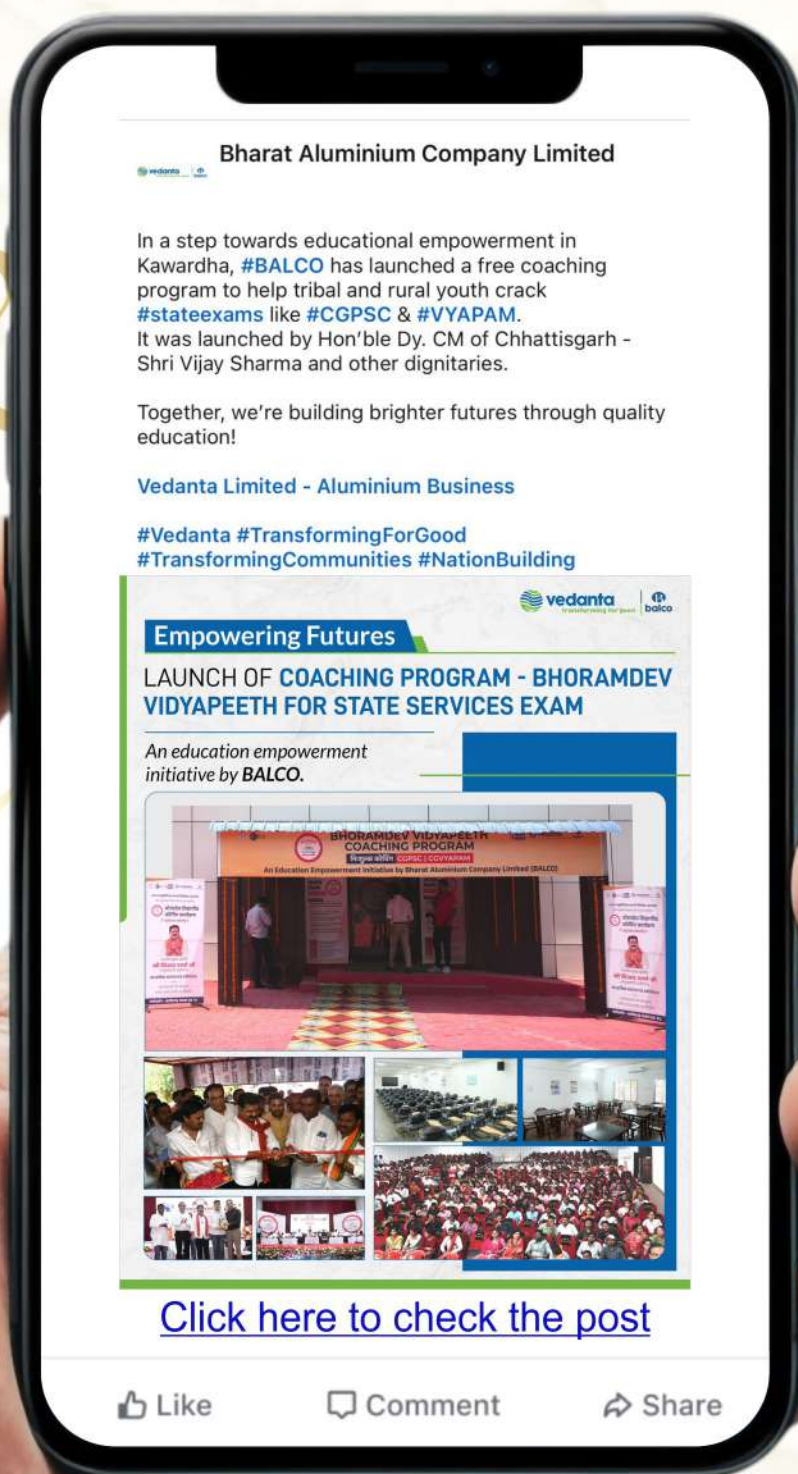 vedanta balco
Bharat Aluminium Company Limited
In a step towards educational empowerment in
Kawardha, #BALCO has launched a free coaching
program to help tribal and rural youth crack
#stateexams like #CGPSC & #VYAPAM.
It was launched by Hon'ble Dy. CM of Chhattisgarh -
Shri Vijay Sharma and other dignitaries.
Together, we're building brighter futures through quality
education!
Vedanta Limited - Aluminium Business
#Vedanta #TransformingForGood
#TransformingCommunities #NationBuilding
vedanta balco
transforming for good
Empowering Futures
LAUNCH OF COACHING PROGRAM - BHORAMDEV
VIDYAPEETH FOR STATE SERVICES EXAM
An education empowerment
initiative by BALCO.
BHORAMDEV VIDYAPEETH
COACHING PROGRAM
निःशुल्क कोचिंग CGPSC | CGVYAPAM
An Education Empowerment Initiative by Bharat Aluminium Company Limited (BALCO)
Click here to check the post
Like Comment Share